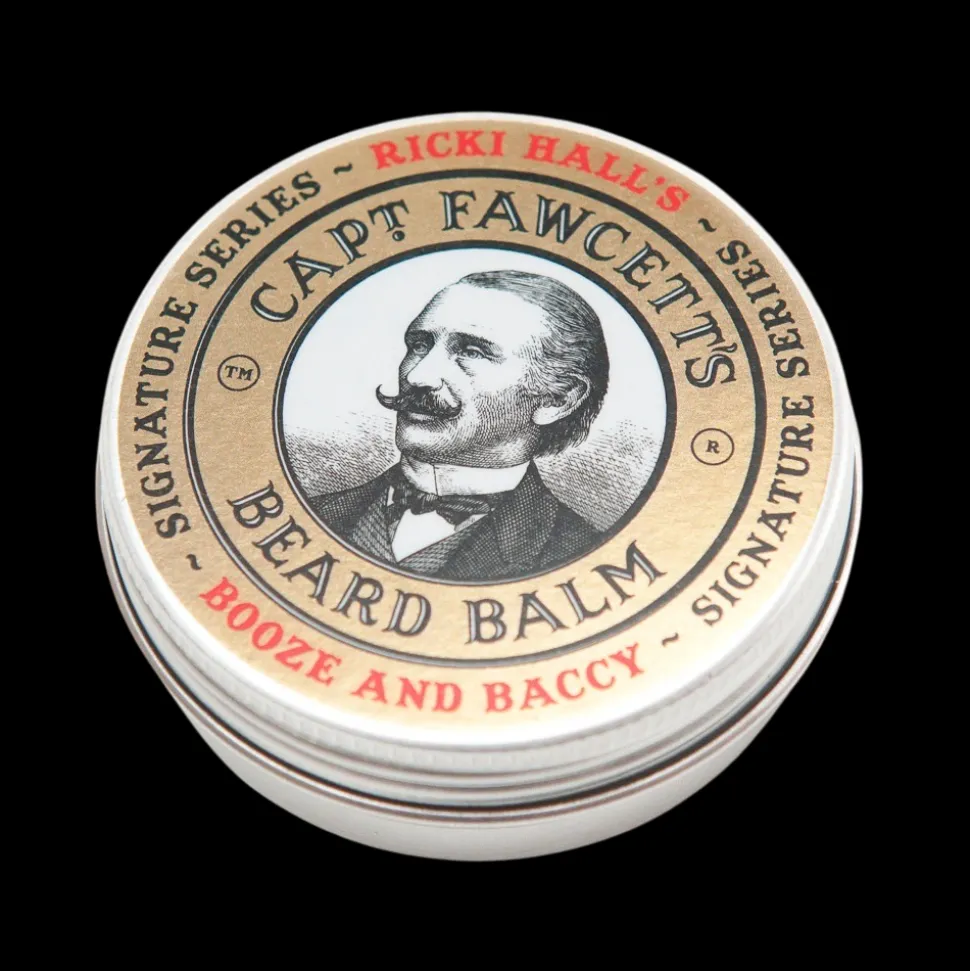 RICKI HALL'S ~
SIGNATURE SERIES ~
BOOZE AND BACCY ~
SIGNATURE SERIES ~
CAPT. FAWCETT'S
TM
R
BEARD BALM